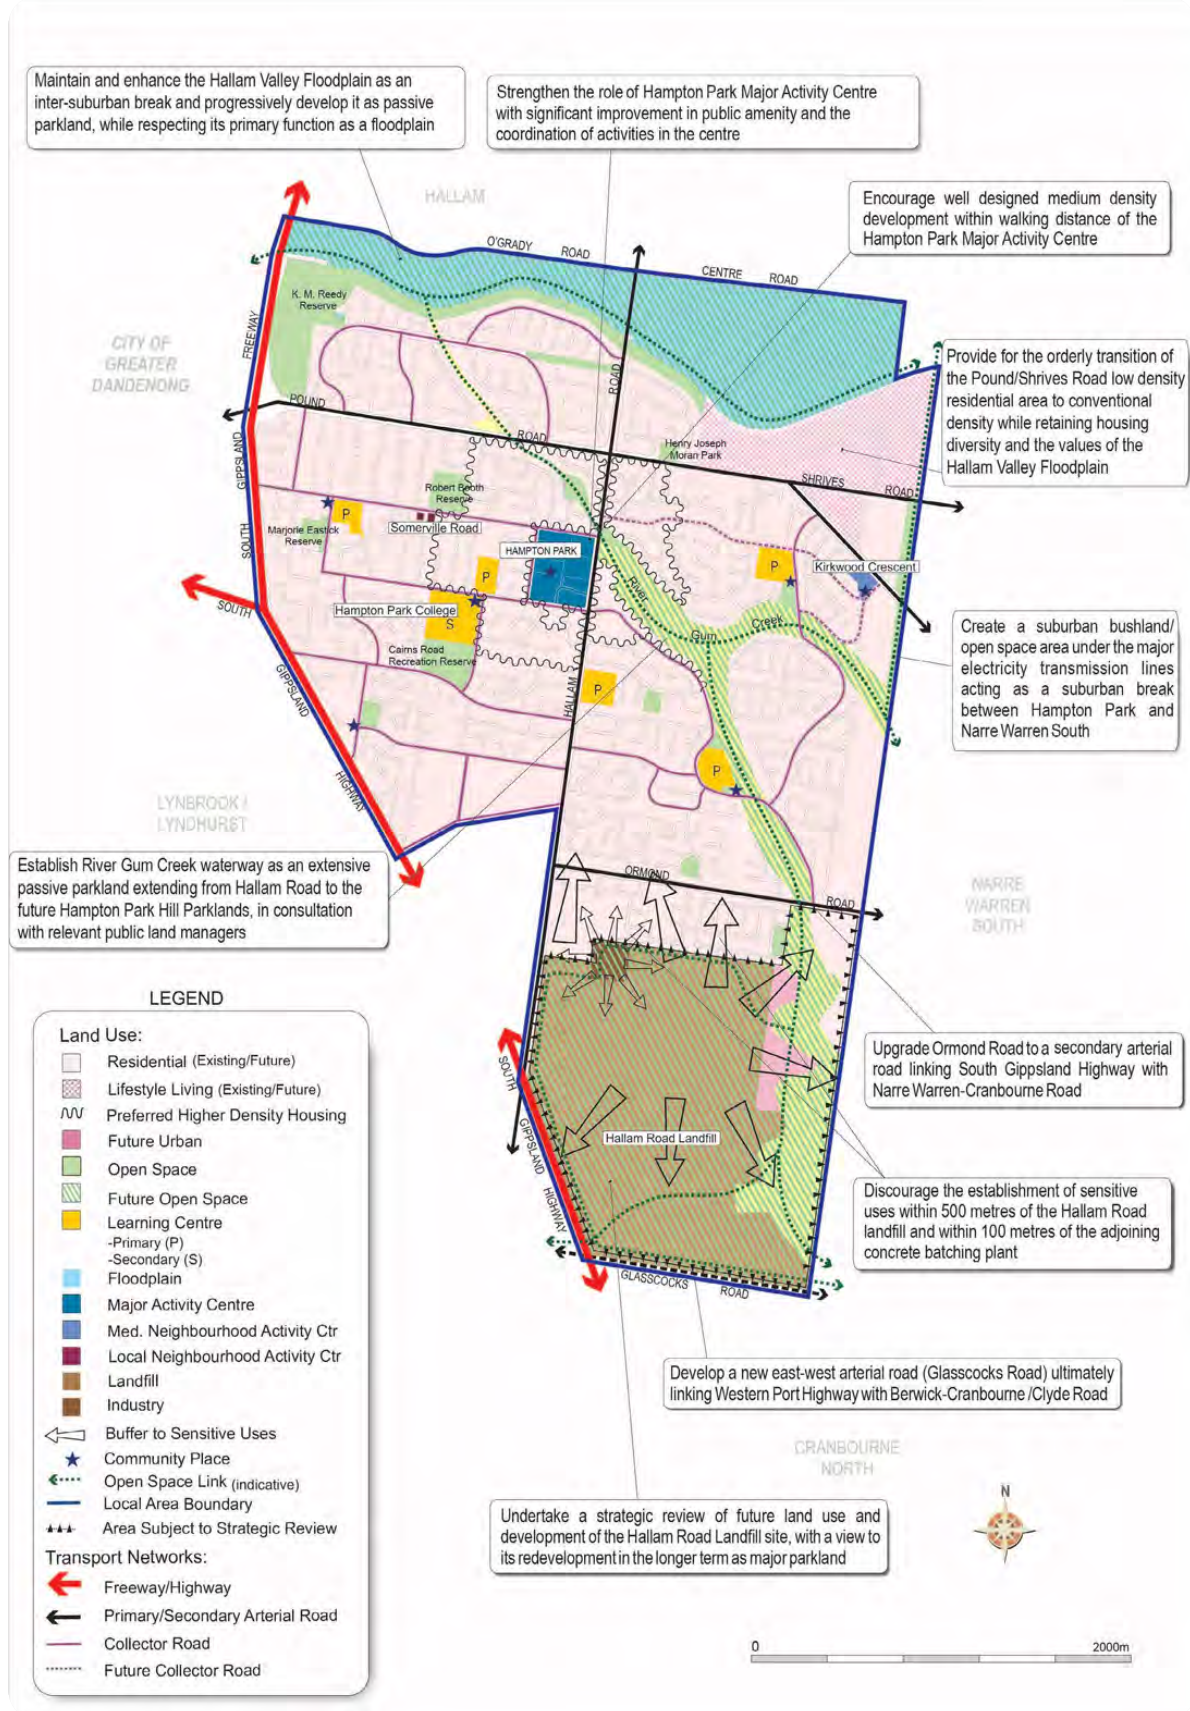 Maintain and enhance the Hallam Valley Floodplain as an
inter-suburban break and progressively develop it as passive
parkland, while respecting its primary function as a floodplain
Strengthen the role of Hampton Park Major Activity Centre
with significant improvement in public amenity and the
coordination of activities in the centre
HALLAM
Encourage well designed medium density
development within walking distance of the
Hampton Park Major Activity Centre
O'GRADY ROAD
CENTRE ROAD
K. M. Reedy
Reserve
FREEWAY
CITY OF
GREATER
DANDENONG
ROAD
Provide for the orderly transition of
the Pound/Shrives Road low density
residential area to conventional
density while retaining housing
diversity and the values of the
Hallam Valley Floodplain
POUND
ROAD
Henry Joseph
Moran Park
SHRIVES
ROAD
GIPPSLAND
SOUTH
Robert Booth
Reserve
P
Marjorie Eastick
Reserve
Somerville Road
HAMPTON PARK
P
P
Kirkwood Crescent
River
Gum
Creek
SOUTH
GIPPSLAND
HIGHWAY
Hampton Park College
S
Cairns Road
Recreation Reserve
Create a suburban bushland/
open space area under the major
electricity transmission lines
acting as a suburban break
between Hampton Park and
Narre Warren South
HALLAM
P
P
LYNBROOK /
LYNDHURST
Establish River Gum Creek waterway as an extensive
passive parkland extending from Hallam Road to the
future Hampton Park Hill Parklands, in consultation
with relevant public land managers
ORMOND
ROAD
NARRE
WARREN
SOUTH
Upgrade Ormond Road to a secondary arterial
road linking South Gippsland Highway with
Narre Warren-Cranbourne Road
SOUTH
GIPPSLAND
HIGHWAY
Hallam Road Landfill
Discourage the establishment of sensitive
uses within 500 metres of the Hallam Road
landfill and within 100 metres of the adjoining
concrete batching plant
GLASSCOCKS
ROAD
Develop a new east-west arterial road (Glasscocks Road) ultimately
linking Western Port Highway with Berwick-Cranbourne /Clyde Road
CRANBOURNE
NORTH
Undertake a strategic review of future land use and
development of the Hallam Road Landfill site, with a view to
its redevelopment in the longer term as major parkland
N
0 2000m
LEGEND
Land Use:
Residential (Existing/Future)
Lifestyle Living (Existing/Future)
Preferred Higher Density Housing
Future Urban
Open Space
Future Open Space
Learning Centre
-Primary (P)
-Secondary (S)
Floodplain
Major Activity Centre
Med. Neighbourhood Activity Ctr
Local Neighbourhood Activity Ctr
Landfill
Industry
Buffer to Sensitive Uses
Community Place
Open Space Link (indicative)
Local Area Boundary
Area Subject to Strategic Review
Transport Networks:
Freeway/Highway
Primary/Secondary Arterial Road
Collector Road
Future Collector Road